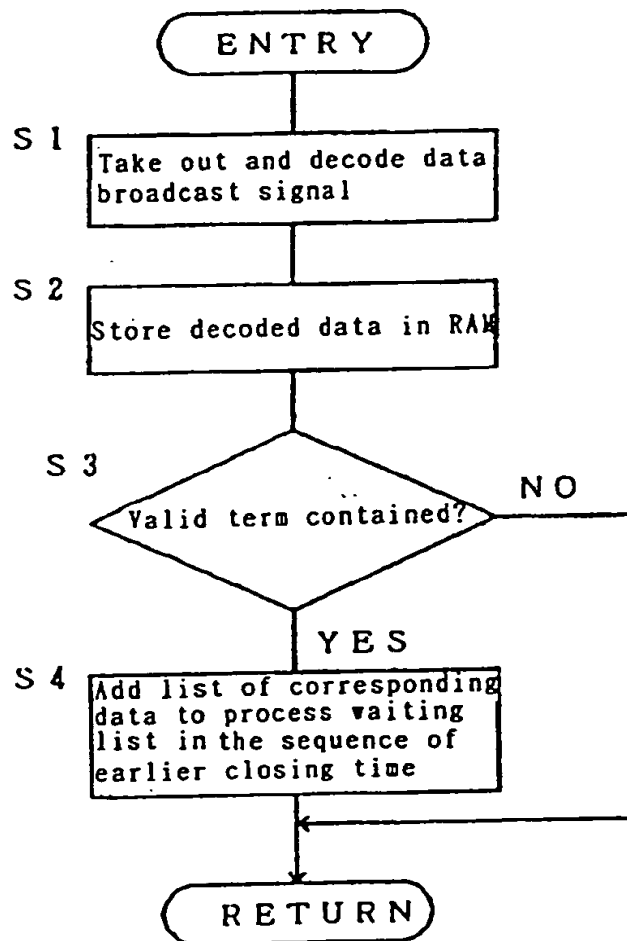 ENTRY
S1
Take out and decode data
broadcast signal
S2
Store decoded data in RAM
S3
Valid term contained?
NO
YES
S4
Add list of corresponding
data to process waiting
list in the sequence of
earlier closing time
RETURN